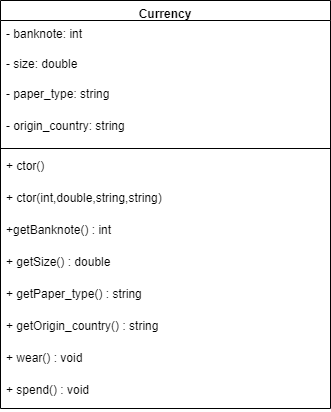 Currency
- banknote: int
- size: double
- paper_type: string
- origin_country: string
+ ctor()
+ ctor(int,double,string,string)
+getBanknote() : int
+ getSize() : double
+ getPaper_type() : string
+ getOrigin_country() : string
+ wear() : void
+ spend() : void